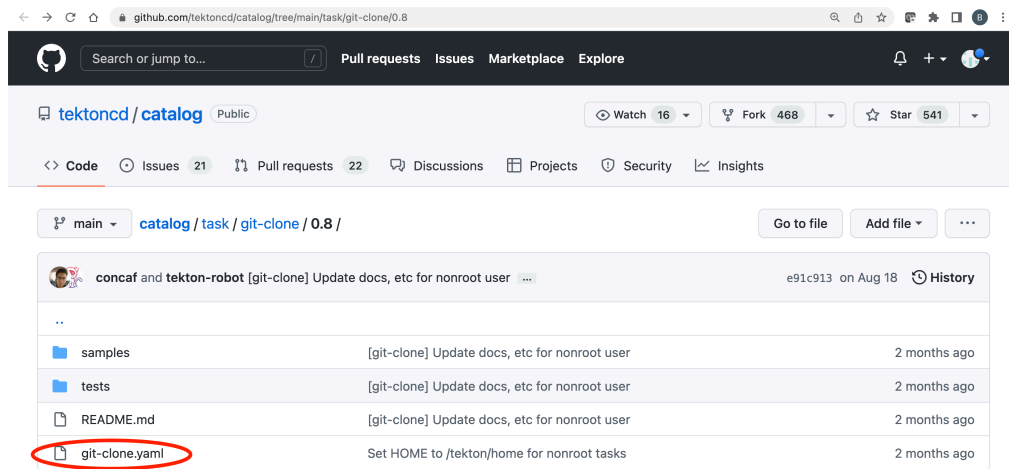 github.com/tektoncd/catalog/tree/main/task/git-clone/0.8 B
Search or jump to... / Pull requests Issues Marketplace Explore
tektoncd / catalog Public Watch 16 Fork 468 Star 541
Code Issues 21 Pull requests 22 Discussions Projects Security Insights
main catalog / task / git-clone / 0.8 / Go to file Add file ...
concaf and tekton-robot [git-clone] Update docs, etc for nonroot user ... e91c913 on Aug 18 History
..
samples [git-clone] Update docs, etc for nonroot user 2 months ago
tests [git-clone] Update docs, etc for nonroot user 2 months ago
README.md [git-clone] Update docs, etc for nonroot user 2 months ago
git-clone.yaml Set HOME to /tekton/home for nonroot tasks 2 months ago